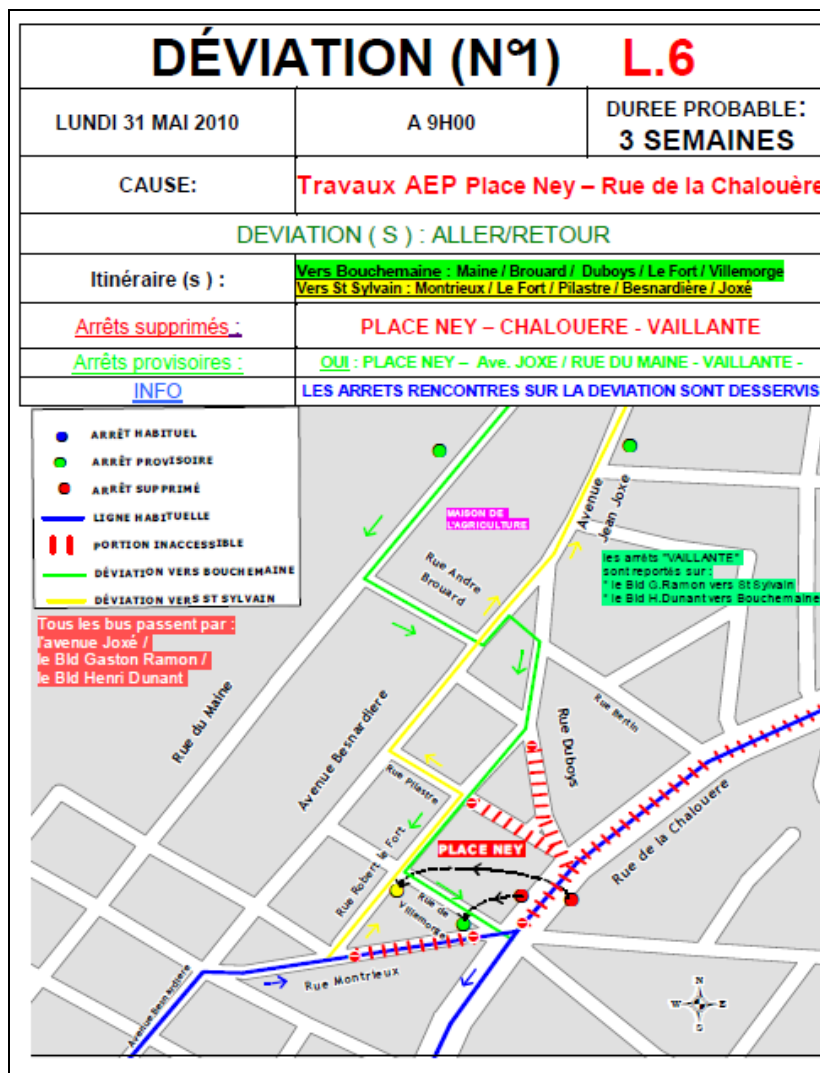 DÉVIATION (N°1) L.6
LUNDI 31 MAI 2010
A 9H00
DUREE PROBABLE:
3 SEMAINES
CAUSE:
Travaux AEP Place Ney – Rue de la Chalouère
DEVIATION ( S ) : ALLER/RETOUR
Itinéraire (s ) :
Vers Bouchemaine : Maine / Brouard / Duboys / Le Fort / Villemorge
Vers St Sylvain : Montrieux / Le Fort / Pilastre / Besnardière / Joxé
Arrêts supprimés :
PLACE NEY – CHALOUERE - VAILLANTE
Arrêts provisoires :
OUI : PLACE NEY – Ave. JOXE / RUE DU MAINE - VAILLANTE -
INFO
LES ARRETS RENCONTRES SUR LA DEVIATION SONT DESSERVIS
ARRÊT HABITUEL
ARRÊT PROVISOIRE
ARRÊT SUPPRIMÉ
LIGNE HABITUELLE
PORTION INACCESSIBLE
DÉVIATION VERS BOUCHEMAINE
DÉVIATION VERS ST SYLVAIN
Tous les bus passent par :
l'avenue Joxé /
le Bld Gaston Ramon /
le Bld Henri Dunant
MAISON DE
L'AGRICULTURE
Avenue
Jean Joxe
les arrêts "VAILLANTE"
sont reportés sur :
* le Bld G.Ramon vers St Sylvain
* le Bld H.Dunant vers Bouchemaine
Rue Andre
Brouard
Rue du Maine
Avenue Besnardiere
Rue Bertin
Rue Duboys
Rue Pilastre
Rue de la Chalouere
PLACE NEY
Rue Robert le Fort
Rue de
Villemorge
Rue Montrieux
Avenue Besnardiere
N
W E
S